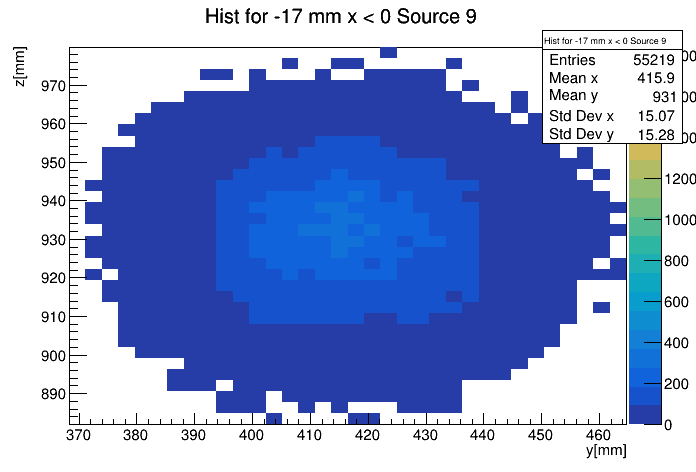 Hist for -17 mm x < 0 Source 9
z[mm]
Hist for -17 mm x < 0 Source 9
Entries 55219
Mean x 415.9
Mean y 931
Std Dev x 15.07
Std Dev y 15.28
970
960
950
940
930
920
910
900
890
1200
1000
800
600
400
200
0
370 380 390 400 410 420 430 440 450 460
y[mm]